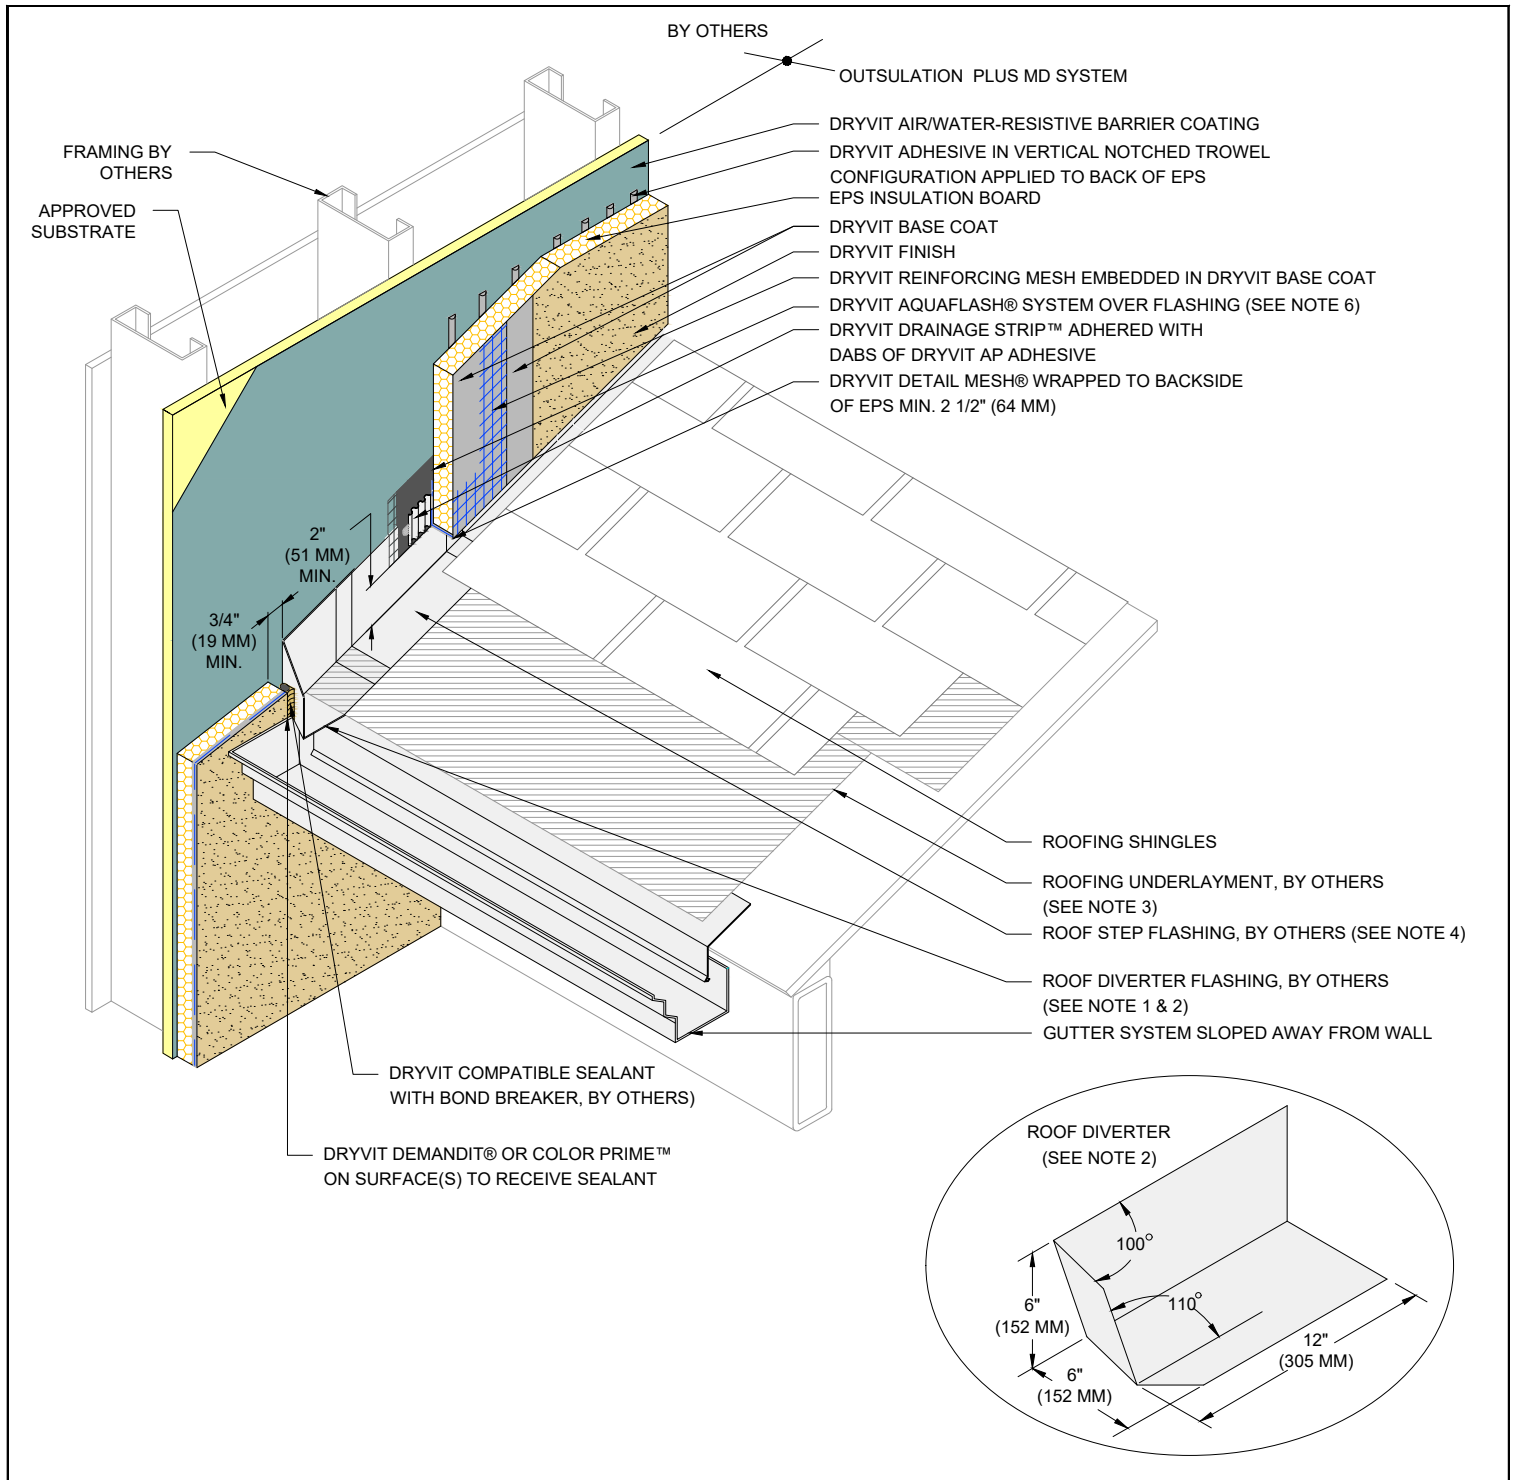 BY OTHERS
OUTSULATION PLUS MD SYSTEM
FRAMING BY
OTHERS
APPROVED
SUBSTRATE
DRYVIT AIR/WATER-RESISTIVE BARRIER COATING
DRYVIT ADHESIVE IN VERTICAL NOTCHED TROWEL
CONFIGURATION APPLIED TO BACK OF EPS
EPS INSULATION BOARD
DRYVIT BASE COAT
DRYVIT FINISH
DRYVIT REINFORCING MESH EMBEDDED IN DRYVIT BASE COAT
DRYVIT AQUAFLASH® SYSTEM OVER FLASHING (SEE NOTE 6)
DRYVIT DRAINAGE STRIP™ ADHERED WITH
DABS OF DRYVIT AP ADHESIVE
DRYVIT DETAIL MESH® WRAPPED TO BACKSIDE
OF EPS MIN. 2 1/2" (64 MM)
2"
(51 MM)
MIN.
3/4"
(19 MM)
MIN.
ROOFING SHINGLES
ROOFING UNDERLAYMENT, BY OTHERS
(SEE NOTE 3)
ROOF STEP FLASHING, BY OTHERS (SEE NOTE 4)
ROOF DIVERTER FLASHING, BY OTHERS
(SEE NOTE 1 & 2)
GUTTER SYSTEM SLOPED AWAY FROM WALL
DRYVIT COMPATIBLE SEALANT
WITH BOND BREAKER, BY OTHERS)
DRYVIT DEMANDIT® OR COLOR PRIME™
ON SURFACE(S) TO RECEIVE SEALANT
ROOF DIVERTER
(SEE NOTE 2)
100°
110°
6"
(152 MM)
6"
(152 MM)
12"
(305 MM)